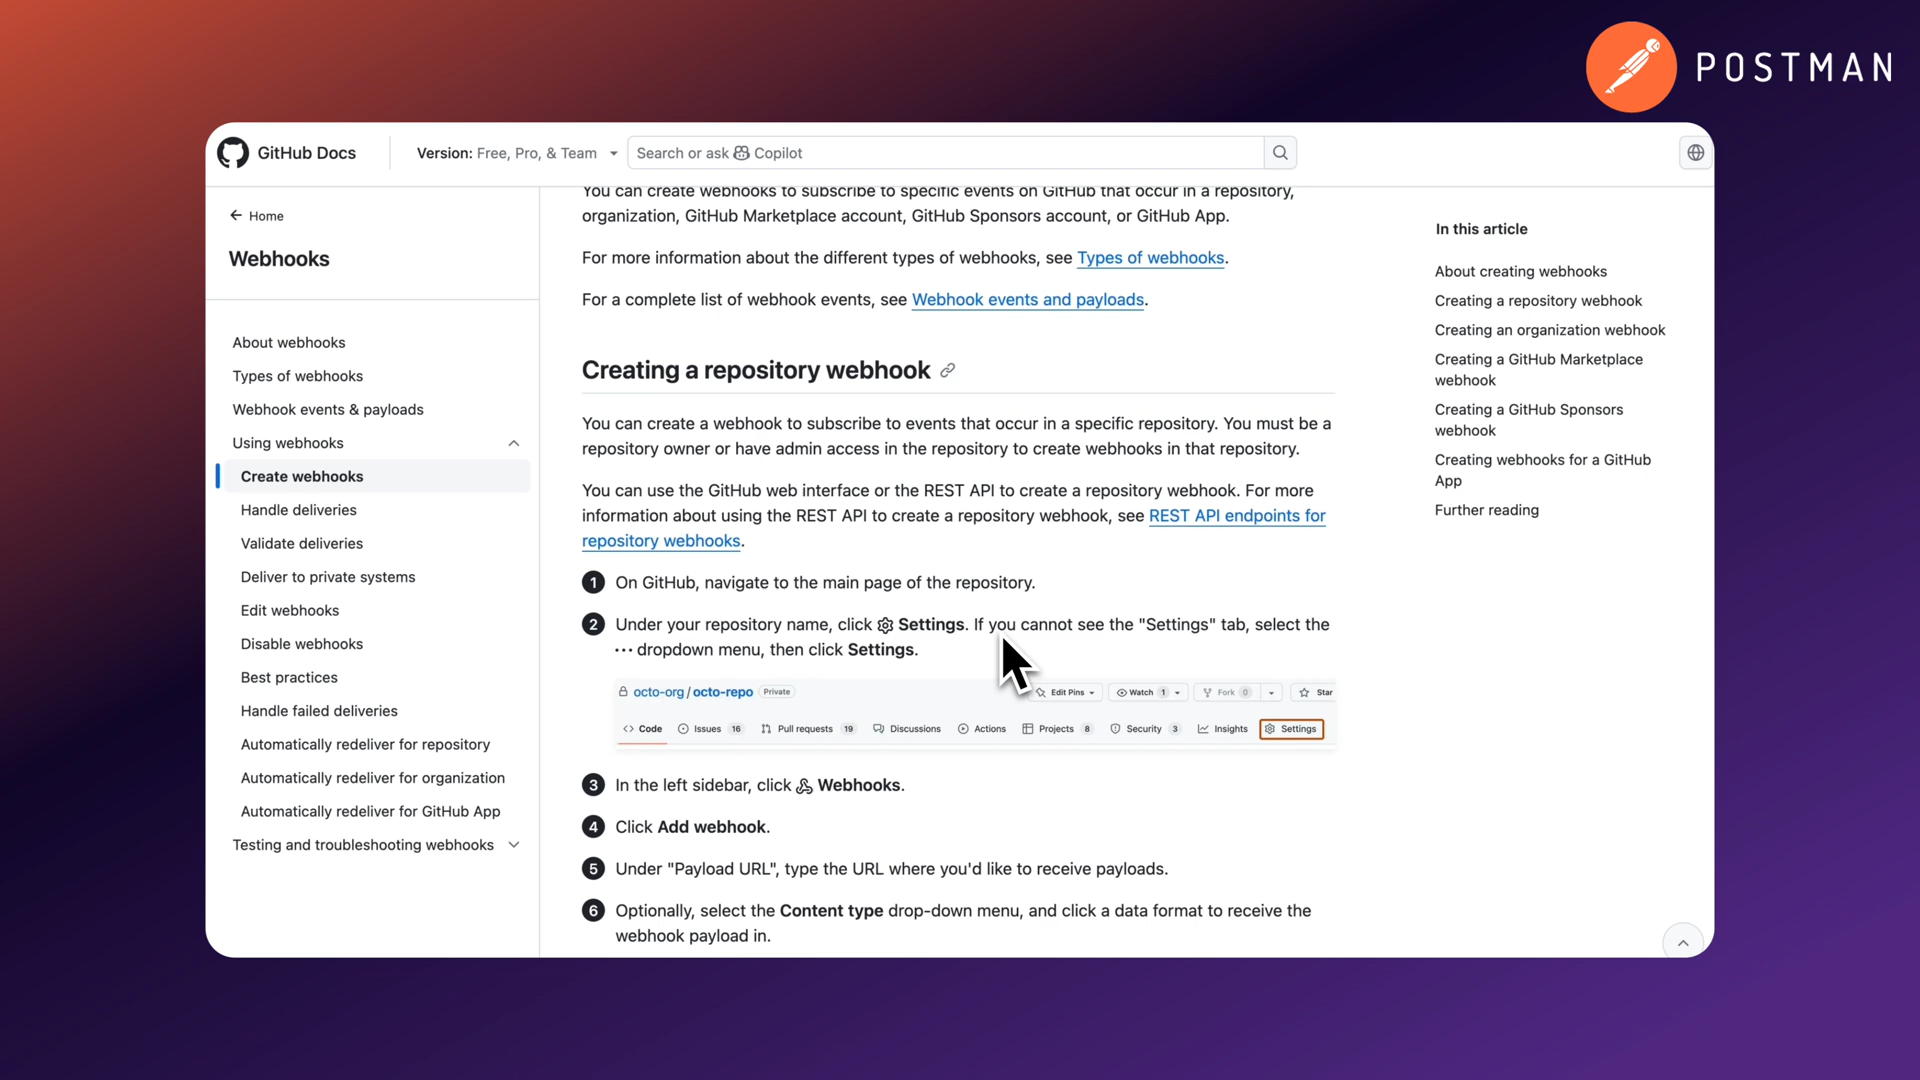 POSTMAN
GitHub Docs
Version: Free, Pro, & Team
Search or ask Copilot
Home
Webhooks
About webhooks
Types of webhooks
Webhook events & payloads
Using webhooks
Create webhooks
Handle deliveries
Validate deliveries
Deliver to private systems
Edit webhooks
Disable webhooks
Best practices
Handle failed deliveries
Automatically redeliver for repository
Automatically redeliver for organization
Automatically redeliver for GitHub App
Testing and troubleshooting webhooks
You can create webhooks to subscribe to specific events on GitHub that occur in a repository,
organization, GitHub Marketplace account, GitHub Sponsors account, or GitHub App.
For more information about the different types of webhooks, see Types of webhooks.
For a complete list of webhook events, see Webhook events and payloads.
Creating a repository webhook
You can create a webhook to subscribe to events that occur in a specific repository. You must be a
repository owner or have admin access in the repository to create webhooks in that repository.
You can use the GitHub web interface or the REST API to create a repository webhook. For more
information about using the REST API to create a repository webhook, see REST API endpoints for
repository webhooks.
1 On GitHub, navigate to the main page of the repository.
2 Under your repository name, click Settings. If you cannot see the "Settings" tab, select the
··· dropdown menu, then click Settings.
octo-org / octo-repo Private Edit Pins Watch 1 Fork 0 Star
Code Issues 16 Pull requests 19 Discussions Actions Projects 8 Security 3 Insights Settings
3 In the left sidebar, click Webhooks.
4 Click Add webhook.
5 Under "Payload URL", type the URL where you'd like to receive payloads.
6 Optionally, select the Content type drop-down menu, and click a data format to receive the
webhook payload in.
In this article
About creating webhooks
Creating a repository webhook
Creating an organization webhook
Creating a GitHub Marketplace
webhook
Creating a GitHub Sponsors
webhook
Creating webhooks for a GitHub
App
Further reading